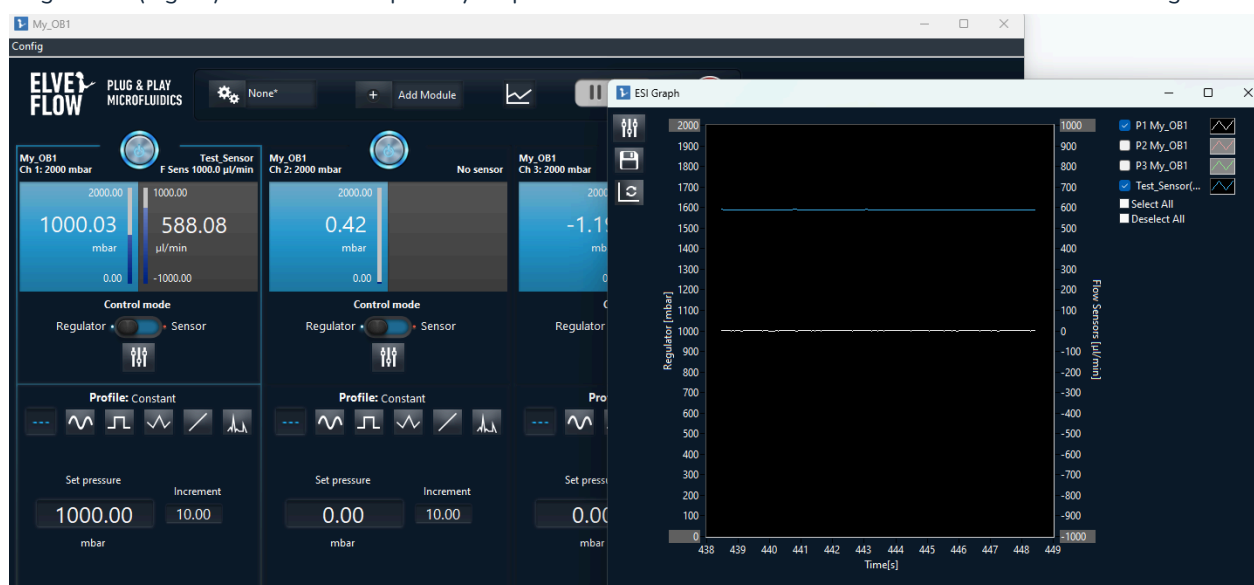 My_OB1
Config
ELVE FLOW
PLUG & PLAY
MICROFLUIDICS
None*
+ Add Module
My_OB1
Ch 1: 2000 mbar
Test_Sensor
F Sens 1000.0 µl/min
2000.00
1000.03
mbar
0.00
1000.00
588.08
µl/min
-1000.00
Control mode
Regulator
Sensor
Profile: Constant
Set pressure
Increment
1000.00
10.00
mbar
My_OB1
Ch 2: 2000 mbar
No sensor
2000.00
0.42
mbar
0.00
Control mode
Regulator
Sensor
Profile: Constant
Set pressure
Increment
0.00
10.00
mbar
My_OB1
Ch 3: 2000 mbar
Regulator
mbar
ESI Graph
Regulator [mbar]
2000
1900
1800
1700
1600
1500
1400
1300
1200
1100
1000
900
800
700
600
500
400
300
200
100
0
1000
900
800
700
600
500
400
300
200
100
0
-100
-200
-300
-400
-500
-600
-700
-800
-900
-1000
Flow Sensors [µl/min]
438 439 440 441 442 443 444 445 446 447 448 449
Time[s]
P1 My_OB1
P2 My_OB1
P3 My_OB1
Test_Sensor(...
Select All
Deselect All